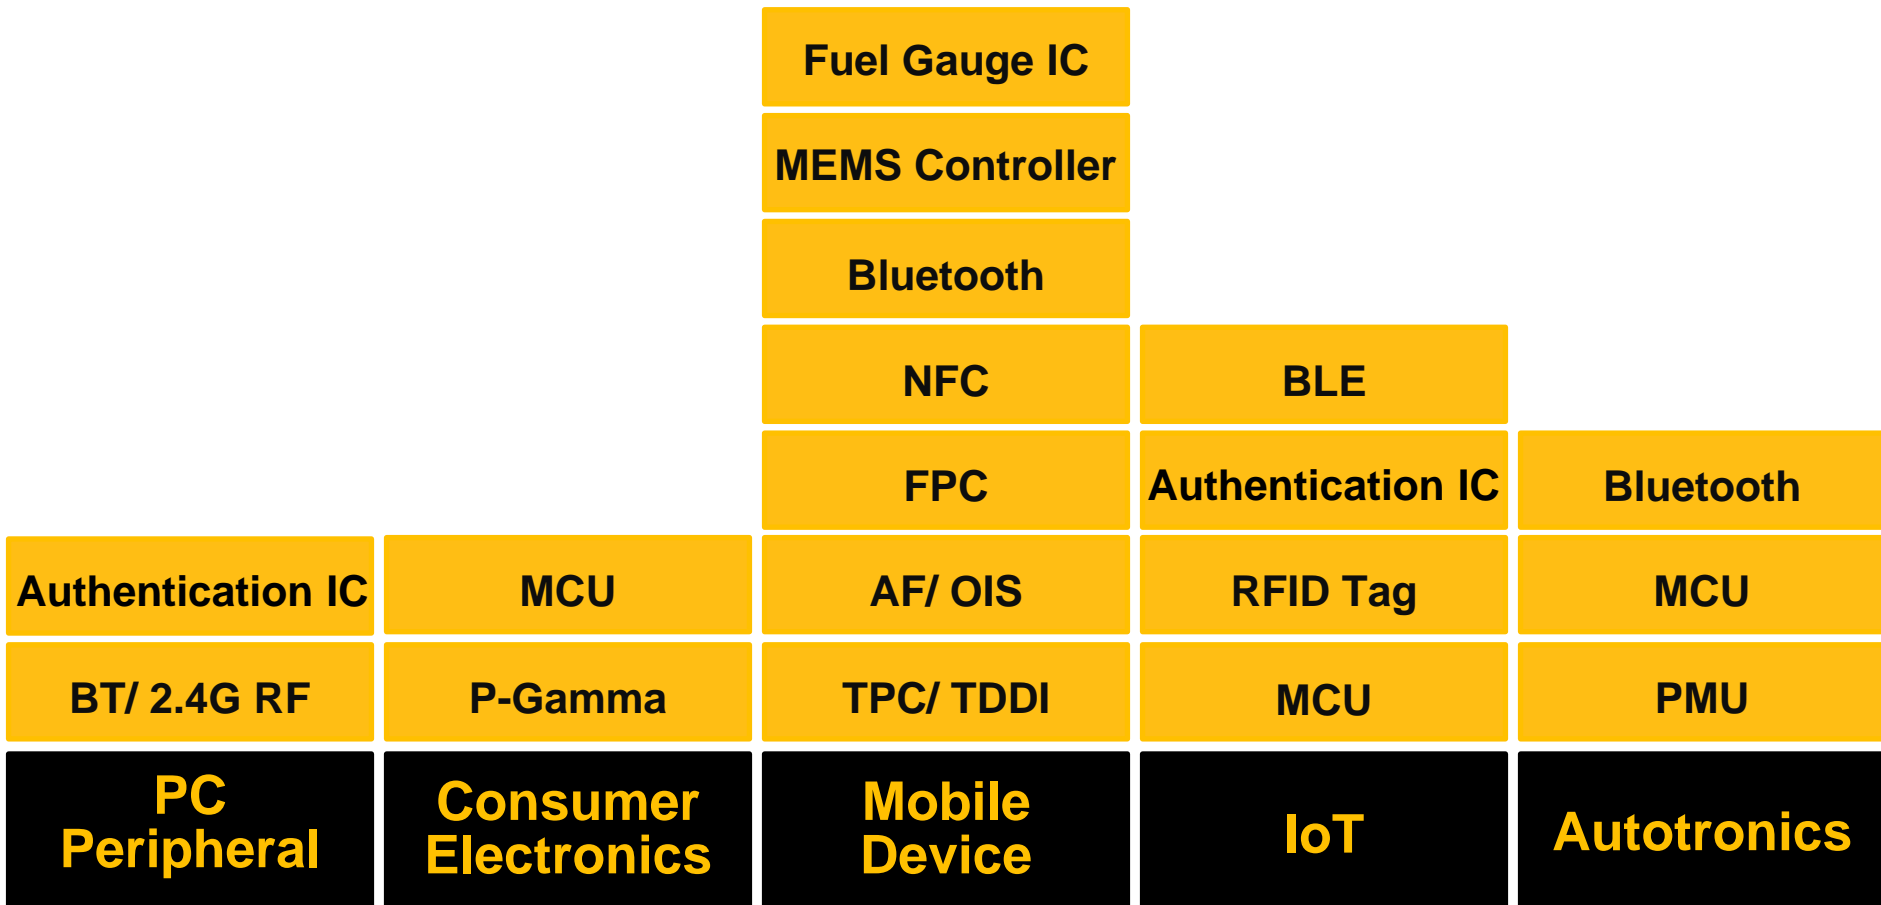 Fuel Gauge IC
MEMS Controller
Bluetooth
NFC
BLE
FPC
Authentication IC
Bluetooth
Authentication IC
MCU
AF/ OIS
RFID Tag
MCU
BT/ 2.4G RF
P-Gamma
TPC/ TDDI
MCU
PMU
PC
Peripheral
Consumer
Electronics
Mobile
Device
IoT
Autotronics